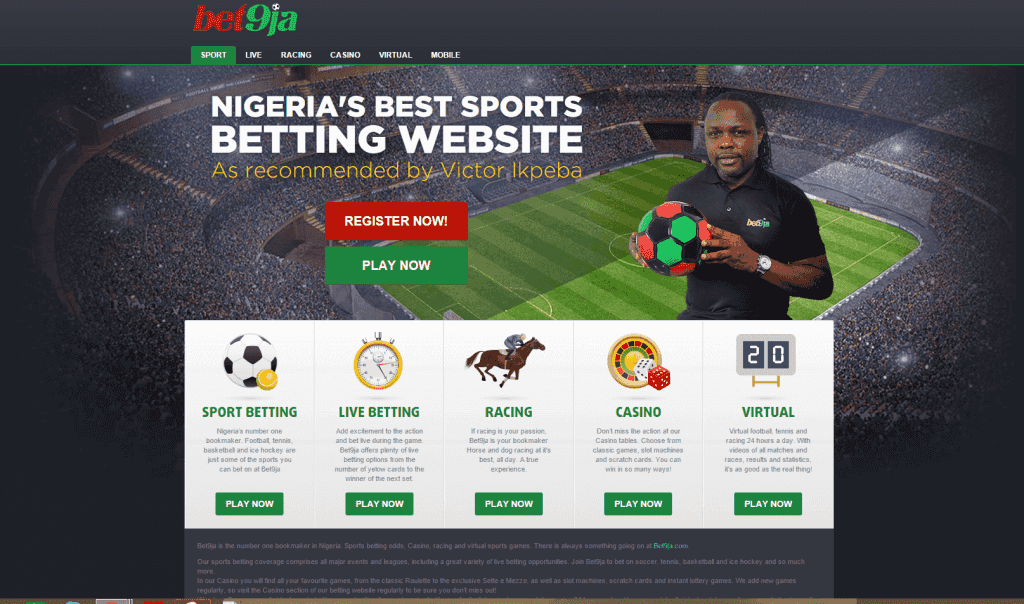 bet9ja
SPORT LIVE RACING CASINO VIRTUAL MOBILE
NIGERIA'S BEST SPORTS
BETTING WEBSITE
As recommended by Victor Ikpeba
REGISTER NOW!
PLAY NOW
bet9ja
20
SPORT BETTING
Nigeria's number one
bookmaker. Football, tennis,
basketball and ice hockey are
just some of the sports you
can bet on at Bet9ja
PLAY NOW
LIVE BETTING
Add excitement to the action
and bet live during the game.
Bet9ja offers plenty of live
betting options from the
number of yelow cards to the
winner of the next set.
PLAY NOW
RACING
If racing is your passion,
Bet9ja is your bookmaker
Horse and dog racing at it's
best, all day. A true
experience.
PLAY NOW
CASINO
Don't miss the action at our
Casino tables. Choose from
classic games, slot machines
and scratch cards. You can
win in so many ways!
PLAY NOW
VIRTUAL
Virtual football, tennis and
racing 24 hours a day. With
videos of all matches and
races, results and statistics,
it's as good as the real thing!
PLAY NOW
Bet9ja is the number one bookmaker in Nigeria. Sports betting odds, Casino, racing and virtual sports games. There is always something going on at Bet9ja.com.
Our sports betting coverage comprises all major events and leagues, including a great variety of live betting opportunities. Join Bet9ja to bet on soccer, tennis, basketball and ice hockey and so much
more.
In our Casino you will find all your favourite games, from the classic Roulette to the exclusive Sette e Mezzo, as well as slot machines, scratch cards and instant lottery games. We add new games
regularly, so visit the Casino section of our betting website regularly to be sure you don't miss out!